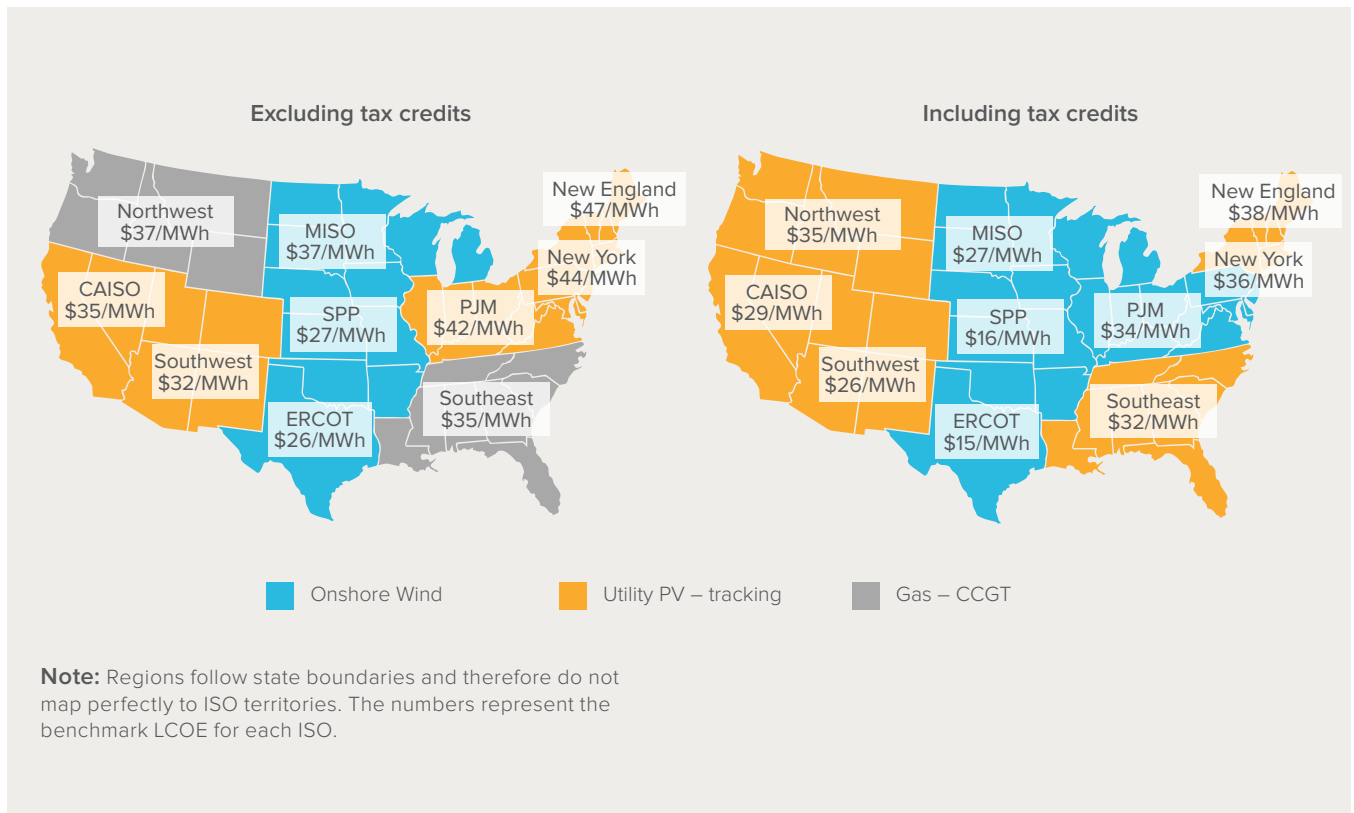 Excluding tax credits
Northwest
$37/MWh
MISO
$37/MWh
New England
$47/MWh
New York
$44/MWh
CAISO
$35/MWh
SPP
$27/MWh
PJM
$42/MWh
Southwest
$32/MWh
Southeast
$35/MWh
ERCOT
$26/MWh
Including tax credits
Northwest
$35/MWh
MISO
$27/MWh
New England
$38/MWh
New York
$36/MWh
CAISO
$29/MWh
SPP
$16/MWh
PJM
$34/MWh
Southwest
$26/MWh
Southeast
$32/MWh
ERCOT
$15/MWh
Onshore Wind
Utility PV – tracking
Gas – CCGT
Note: Regions follow state boundaries and therefore do not
map perfectly to ISO territories. The numbers represent the
benchmark LCOE for each ISO.